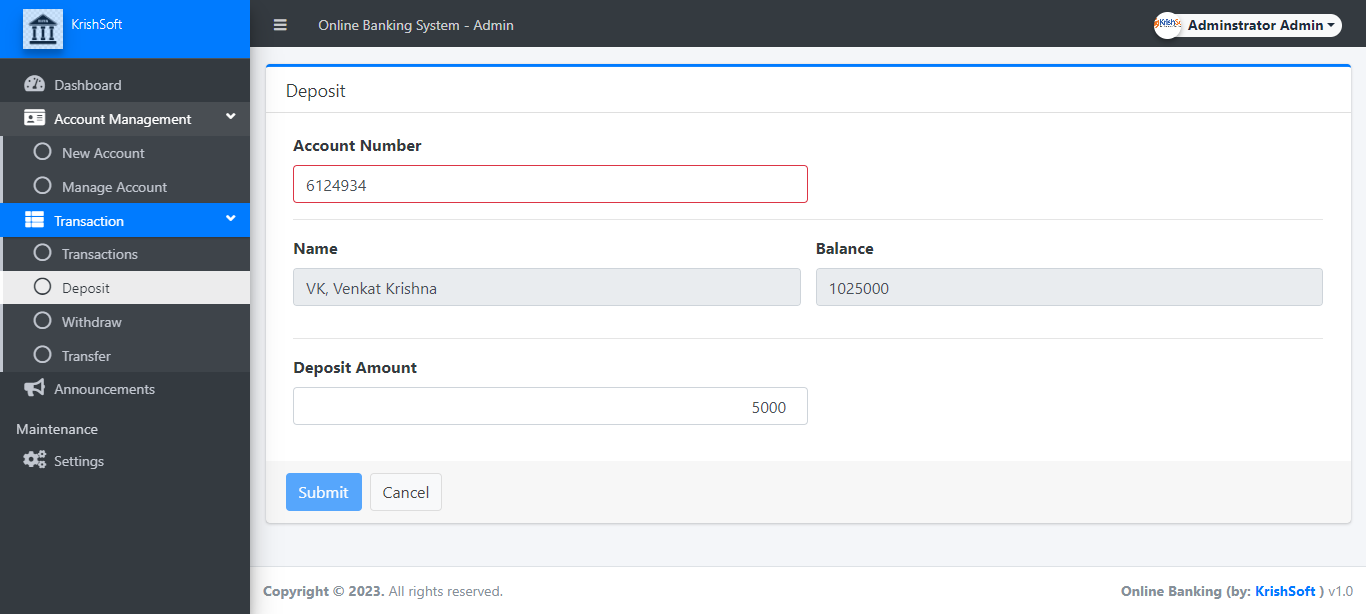 KrishSoft
Online Banking System - Admin
Adminstrator Admin
Dashboard
Account Management
New Account
Manage Account
Transaction
Transactions
Deposit
Withdraw
Transfer
Announcements
Maintenance
Settings
Deposit
Account Number
6124934
Name
Balance
VK, Venkat Krishna
1025000
Deposit Amount
5000
Submit
Cancel
Copyright © 2023. All rights reserved.
Online Banking (by: KrishSoft ) v1.0